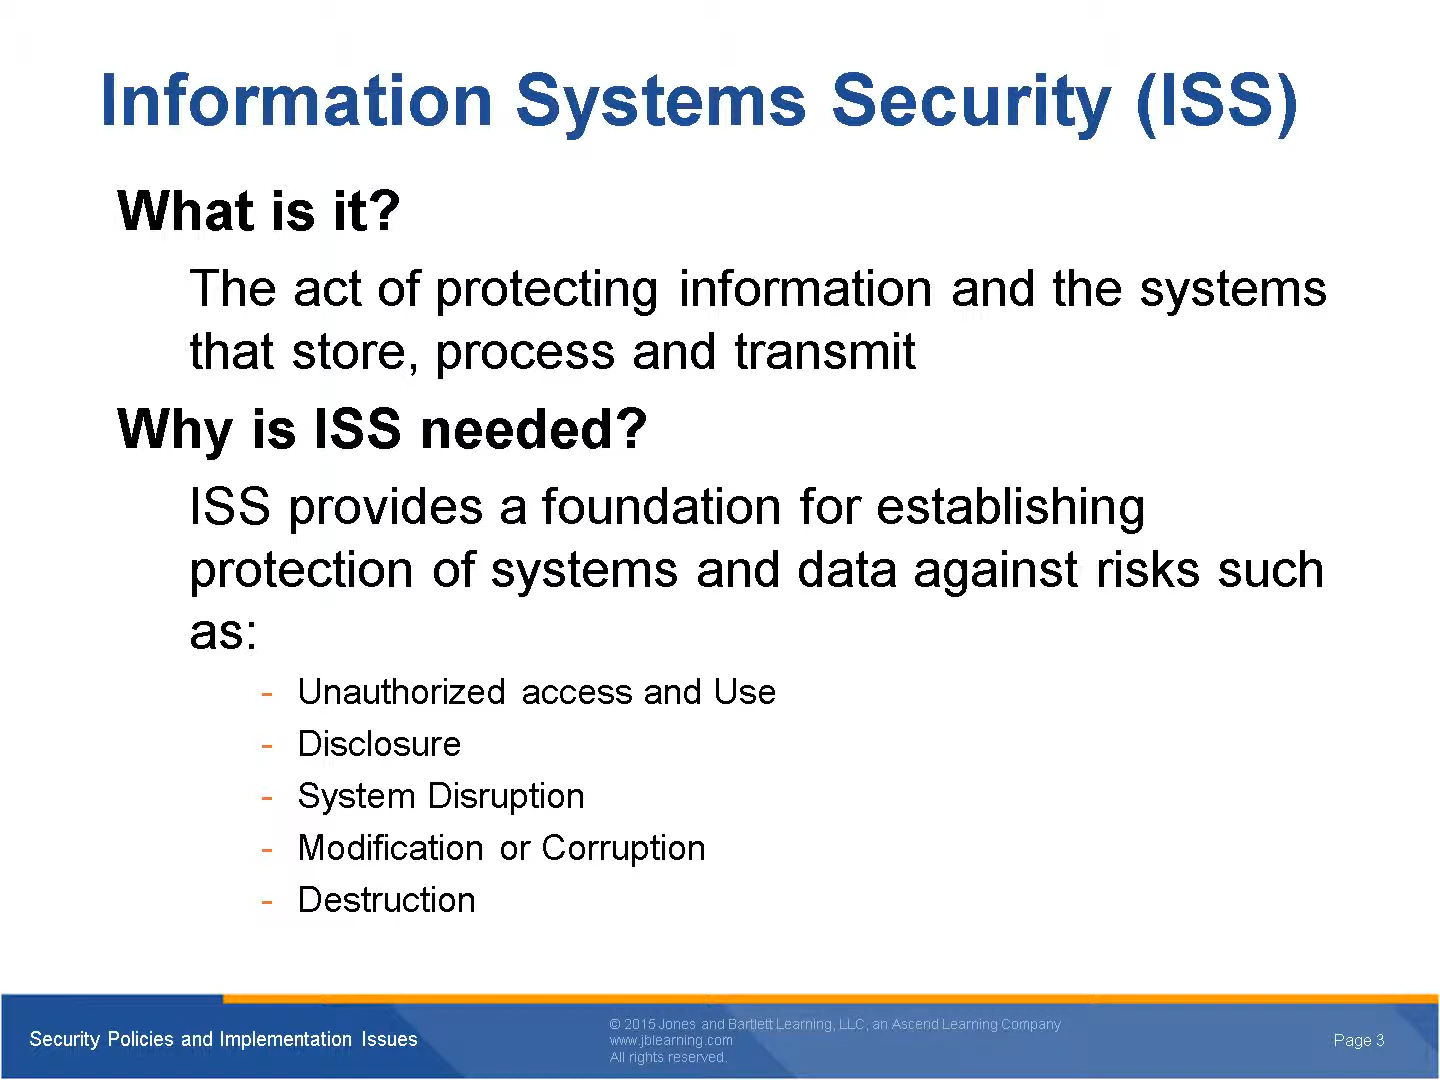 Information Systems Security (ISS)
What is it?
The act of protecting information and the systems
that store, process and transmit
Why is ISS needed?
ISS provides a foundation for establishing
protection of systems and data against risks such
as:
- Unauthorized access and Use
- Disclosure
- System Disruption
- Modification or Corruption
- Destruction
Security Policies and Implementation Issues
© 2015 Jones and Bartlett Learning, LLC, an Ascend Learning Company
www.jblearning.com
All rights reserved.
Page 3